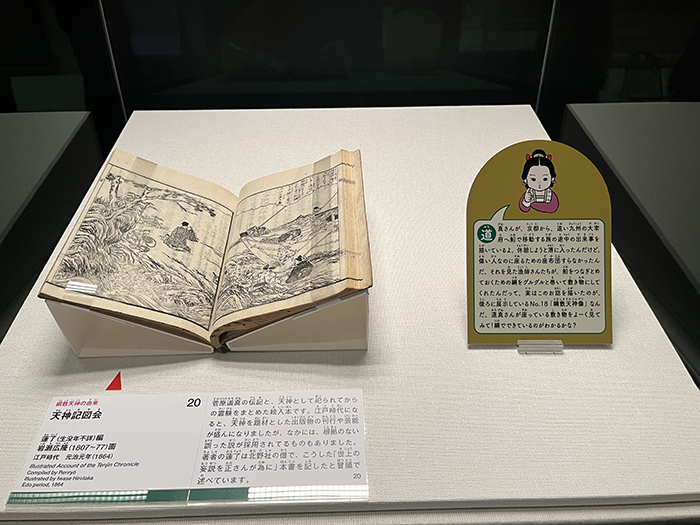 道真さんが、京都から、遠い九州の大宰
府へ船で移動する旅の途中の出来事を
描いているよ。休憩しようと港に入ったんだけど、
偉い人なのに座るための座布団すらなかったん
だ。それを見た漁師さんたちが、船をつなぎとめ
ておくための綱をグルグルと巻いて敷き物にして
くれたんだって。実はこのお話を描いたのが、
後ろに展示しているNo.18「綱敷天神像」なん
だ。道真さんが座っている敷き物をよーく見て
みて!綱でできているのがわかるかな?
綱敷天神の由来
天神記図会
20
蓮了(生没年不詳)編
岩瀬広隆(1807~77)画
江戸時代 元治元年(1864)
Illustrated Account of the Tenjin Chronicle
Compiled by Renryō
Illustrated by Iwase Hirotaka
Edo period, 1864
菅原道真の伝記と、天神として祀られてから
の霊験をまとめた絵入本です。江戸時代にな
ると、天神を題材とした出版物の刊行や芸能
が盛んになりましたが、なかには、根拠のない
誤った説が採用されてるものもありました。
著者の蓮了は北野社の僧で、こうした「世上の
妄説を正さんが為に」本書を記したと冒頭で
述べています。
20